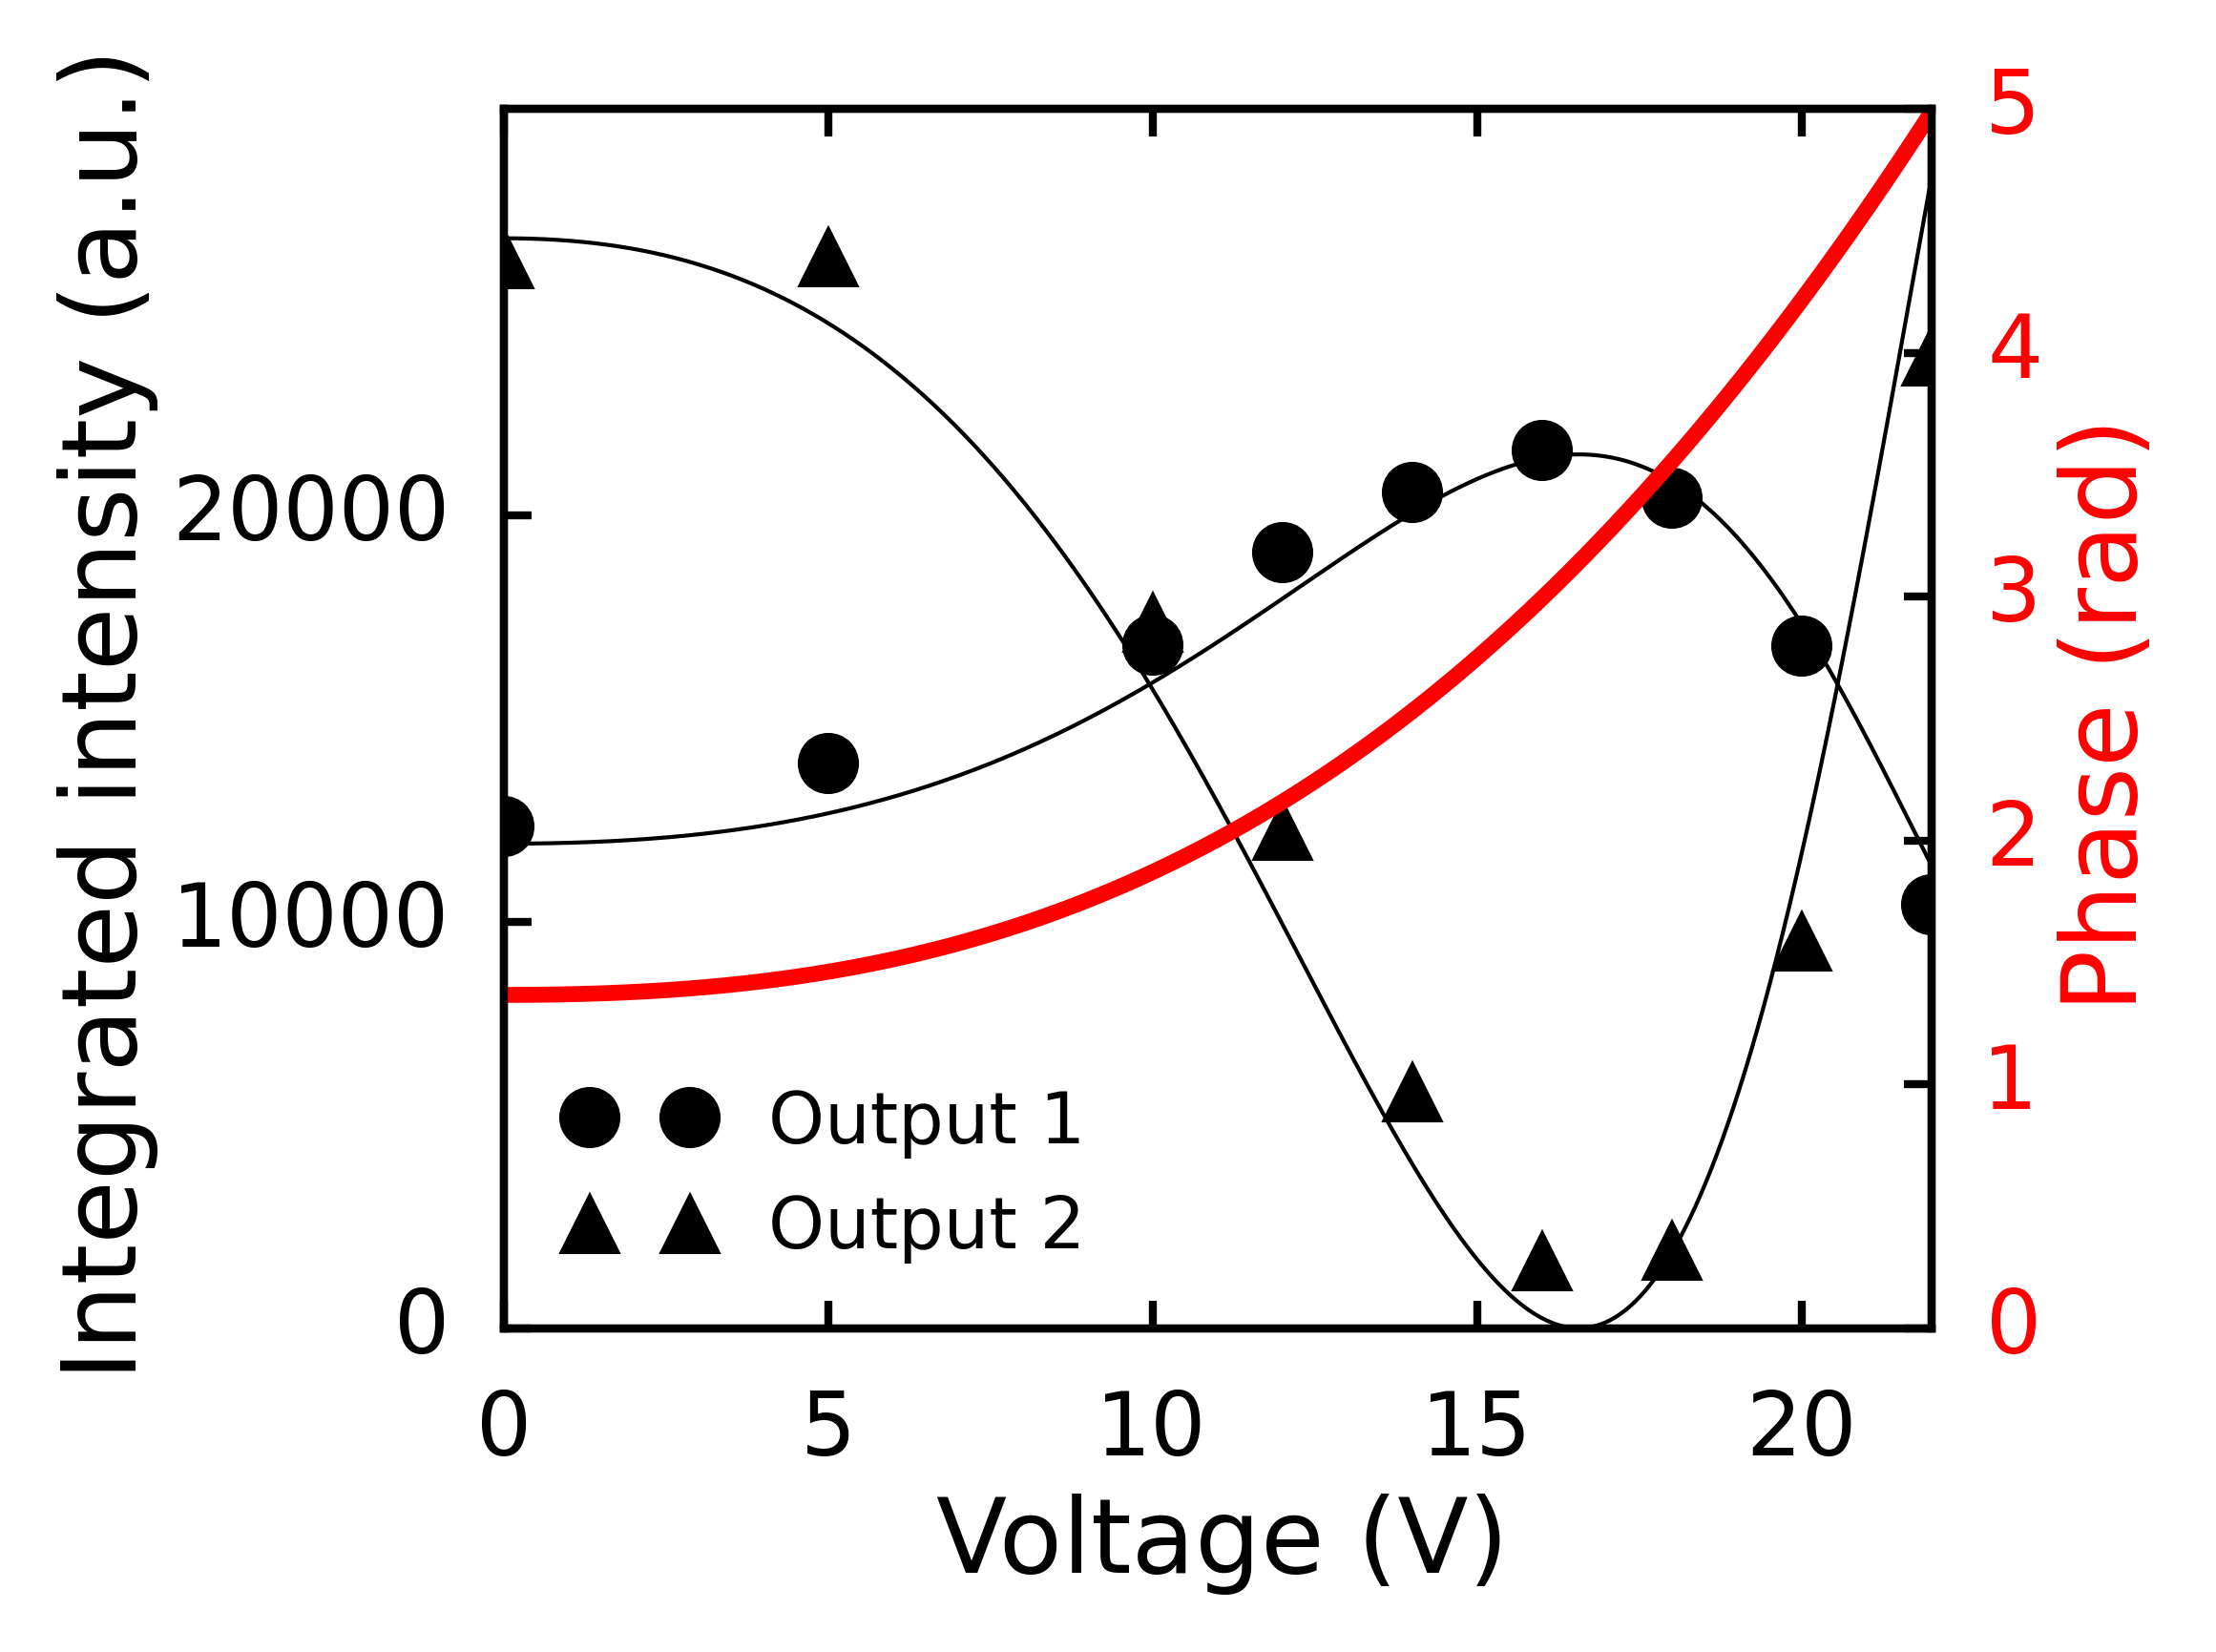 Integrated intensity (a.u.)
20000
10000
0
0
5
10
15
20
Voltage (V)
5
4
3
2
1
0
Phase (rad)
Output 1
Output 2